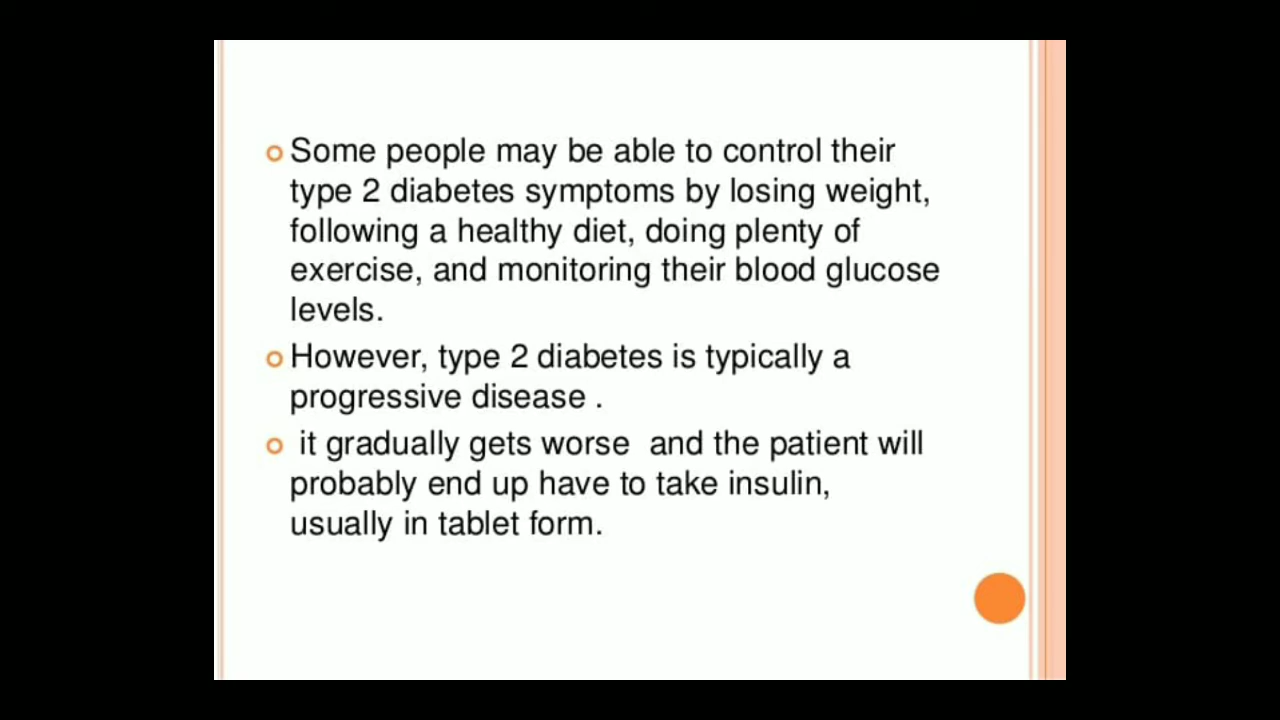 Some people may be able to control their
type 2 diabetes symptoms by losing weight,
following a healthy diet, doing plenty of
exercise, and monitoring their blood glucose
levels.
However, type 2 diabetes is typically a
progressive disease .
it gradually gets worse  and the patient will
probably end up have to take insulin,
usually in tablet form.